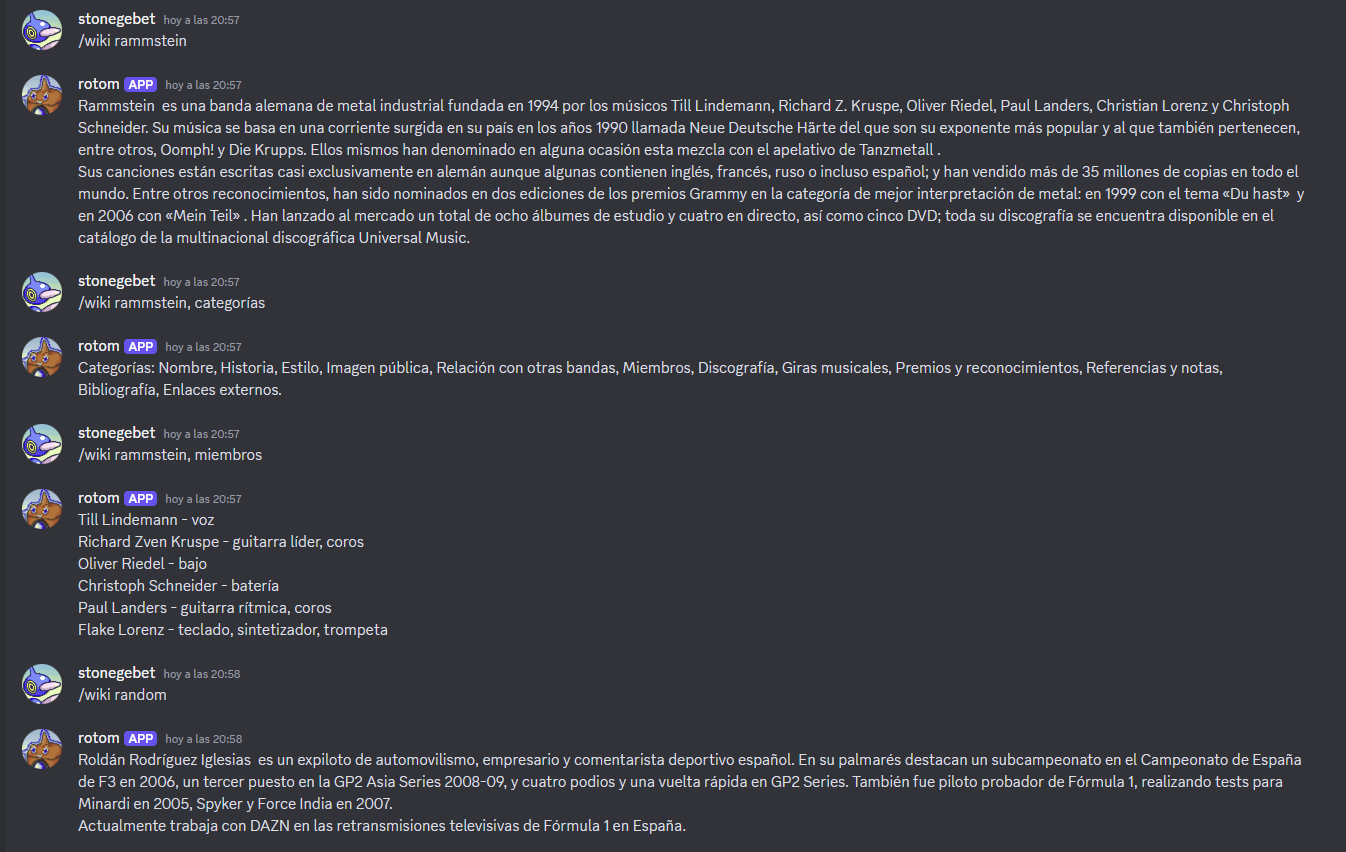 stonegebet hoy a las 20:57
/wiki rammstein
rotom APP hoy a las 20:57
Rammstein  es una banda alemana de metal industrial fundada en 1994 por los músicos Till Lindemann, Richard Z. Kruspe, Oliver Riedel, Paul Landers, Christian Lorenz y Christoph
Schneider. Su música se basa en una corriente surgida en su país en los años 1990 llamada Neue Deutsche Härte del que son su exponente más popular y al que también pertenecen,
entre otros, Oomph! y Die Krupps. Ellos mismos han denominado en alguna ocasión esta mezcla con el apelativo de Tanzmetall .
Sus canciones están escritas casi exclusivamente en alemán aunque algunas contienen inglés, francés, ruso o incluso español; y han vendido más de 35 millones de copias en todo el
mundo. Entre otros reconocimientos, han sido nominados en dos ediciones de los premios Grammy en la categoría de mejor interpretación de metal: en 1999 con el tema «Du hast»  y
en 2006 con «Mein Teil» . Han lanzado al mercado un total de ocho álbumes de estudio y cuatro en directo, así como cinco DVD; toda su discografía se encuentra disponible en el
catálogo de la multinacional discográfica Universal Music.
stonegebet hoy a las 20:57
/wiki rammstein, categorías
rotom APP hoy a las 20:57
Categorías: Nombre, Historia, Estilo, Imagen pública, Relación con otras bandas, Miembros, Discografía, Giras musicales, Premios y reconocimientos, Referencias y notas,
Bibliografía, Enlaces externos.
stonegebet hoy a las 20:57
/wiki rammstein, miembros
rotom APP hoy a las 20:57
Till Lindemann - voz
Richard Zven Kruspe - guitarra líder, coros
Oliver Riedel - bajo
Christoph Schneider - batería
Paul Landers - guitarra rítmica, coros
Flake Lorenz - teclado, sintetizador, trompeta
stonegebet hoy a las 20:58
/wiki random
rotom APP hoy a las 20:58
Roldán Rodríguez Iglesias  es un expiloto de automovilismo, empresario y comentarista deportivo español. En su palmarés destacan un subcampeonato en el Campeonato de España
de F3 en 2006, un tercer puesto en la GP2 Asia Series 2008-09, y cuatro podios y una vuelta rápida en GP2 Series. También fue piloto probador de Fórmula 1, realizando tests para
Minardi en 2005, Spyker y Force India en 2007.
Actualmente trabaja con DAZN en las retransmisiones televisivas de Fórmula 1 en España.